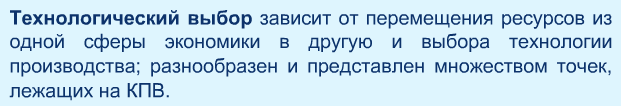 Технологический выбор зависит от перемещения ресурсов из
одной сферы экономики в другую и выбора технологии
производства; разнообразен и представлен множеством точек,
лежащих на КПВ.